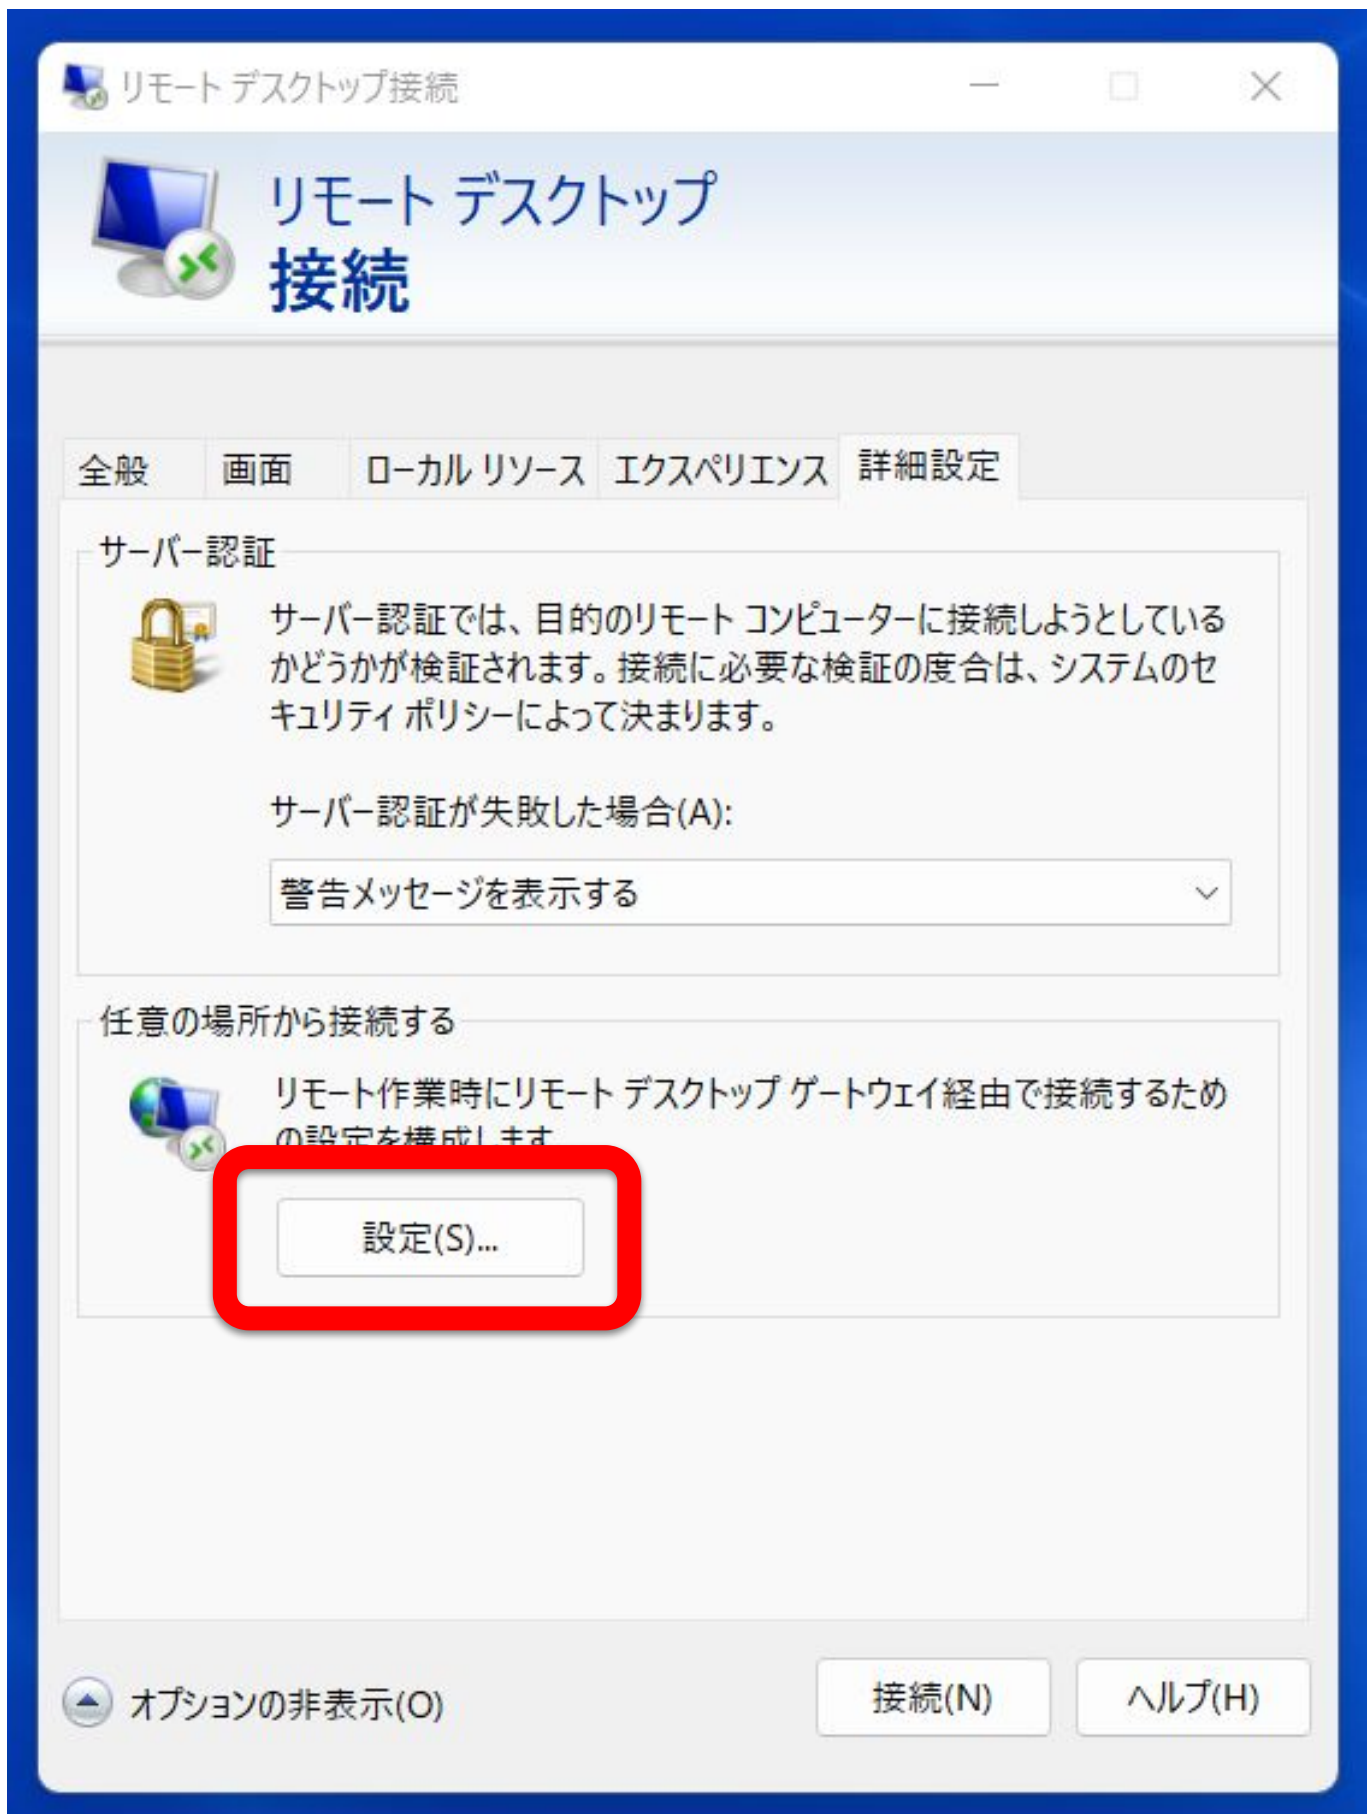 リモート デスクトップ接続
リモート デスクトップ
接続
全般 画面 ローカル リソース エクスペリエンス 詳細設定
サーバー認証
サーバー認証では、目的のリモート コンピューターに接続しようとしている
かどうかが検証されます。接続に必要な検証の度合は、システムのセ
キュリティ ポリシーによって決まります。
サーバー認証が失敗した場合(A):
警告メッセージを表示する
任意の場所から接続する
リモート作業時にリモート デスクトップ ゲートウェイ経由で接続するため
の設定を構成します
設定(S)...
オプションの非表示(O)
接続(N)
ヘルプ(H)